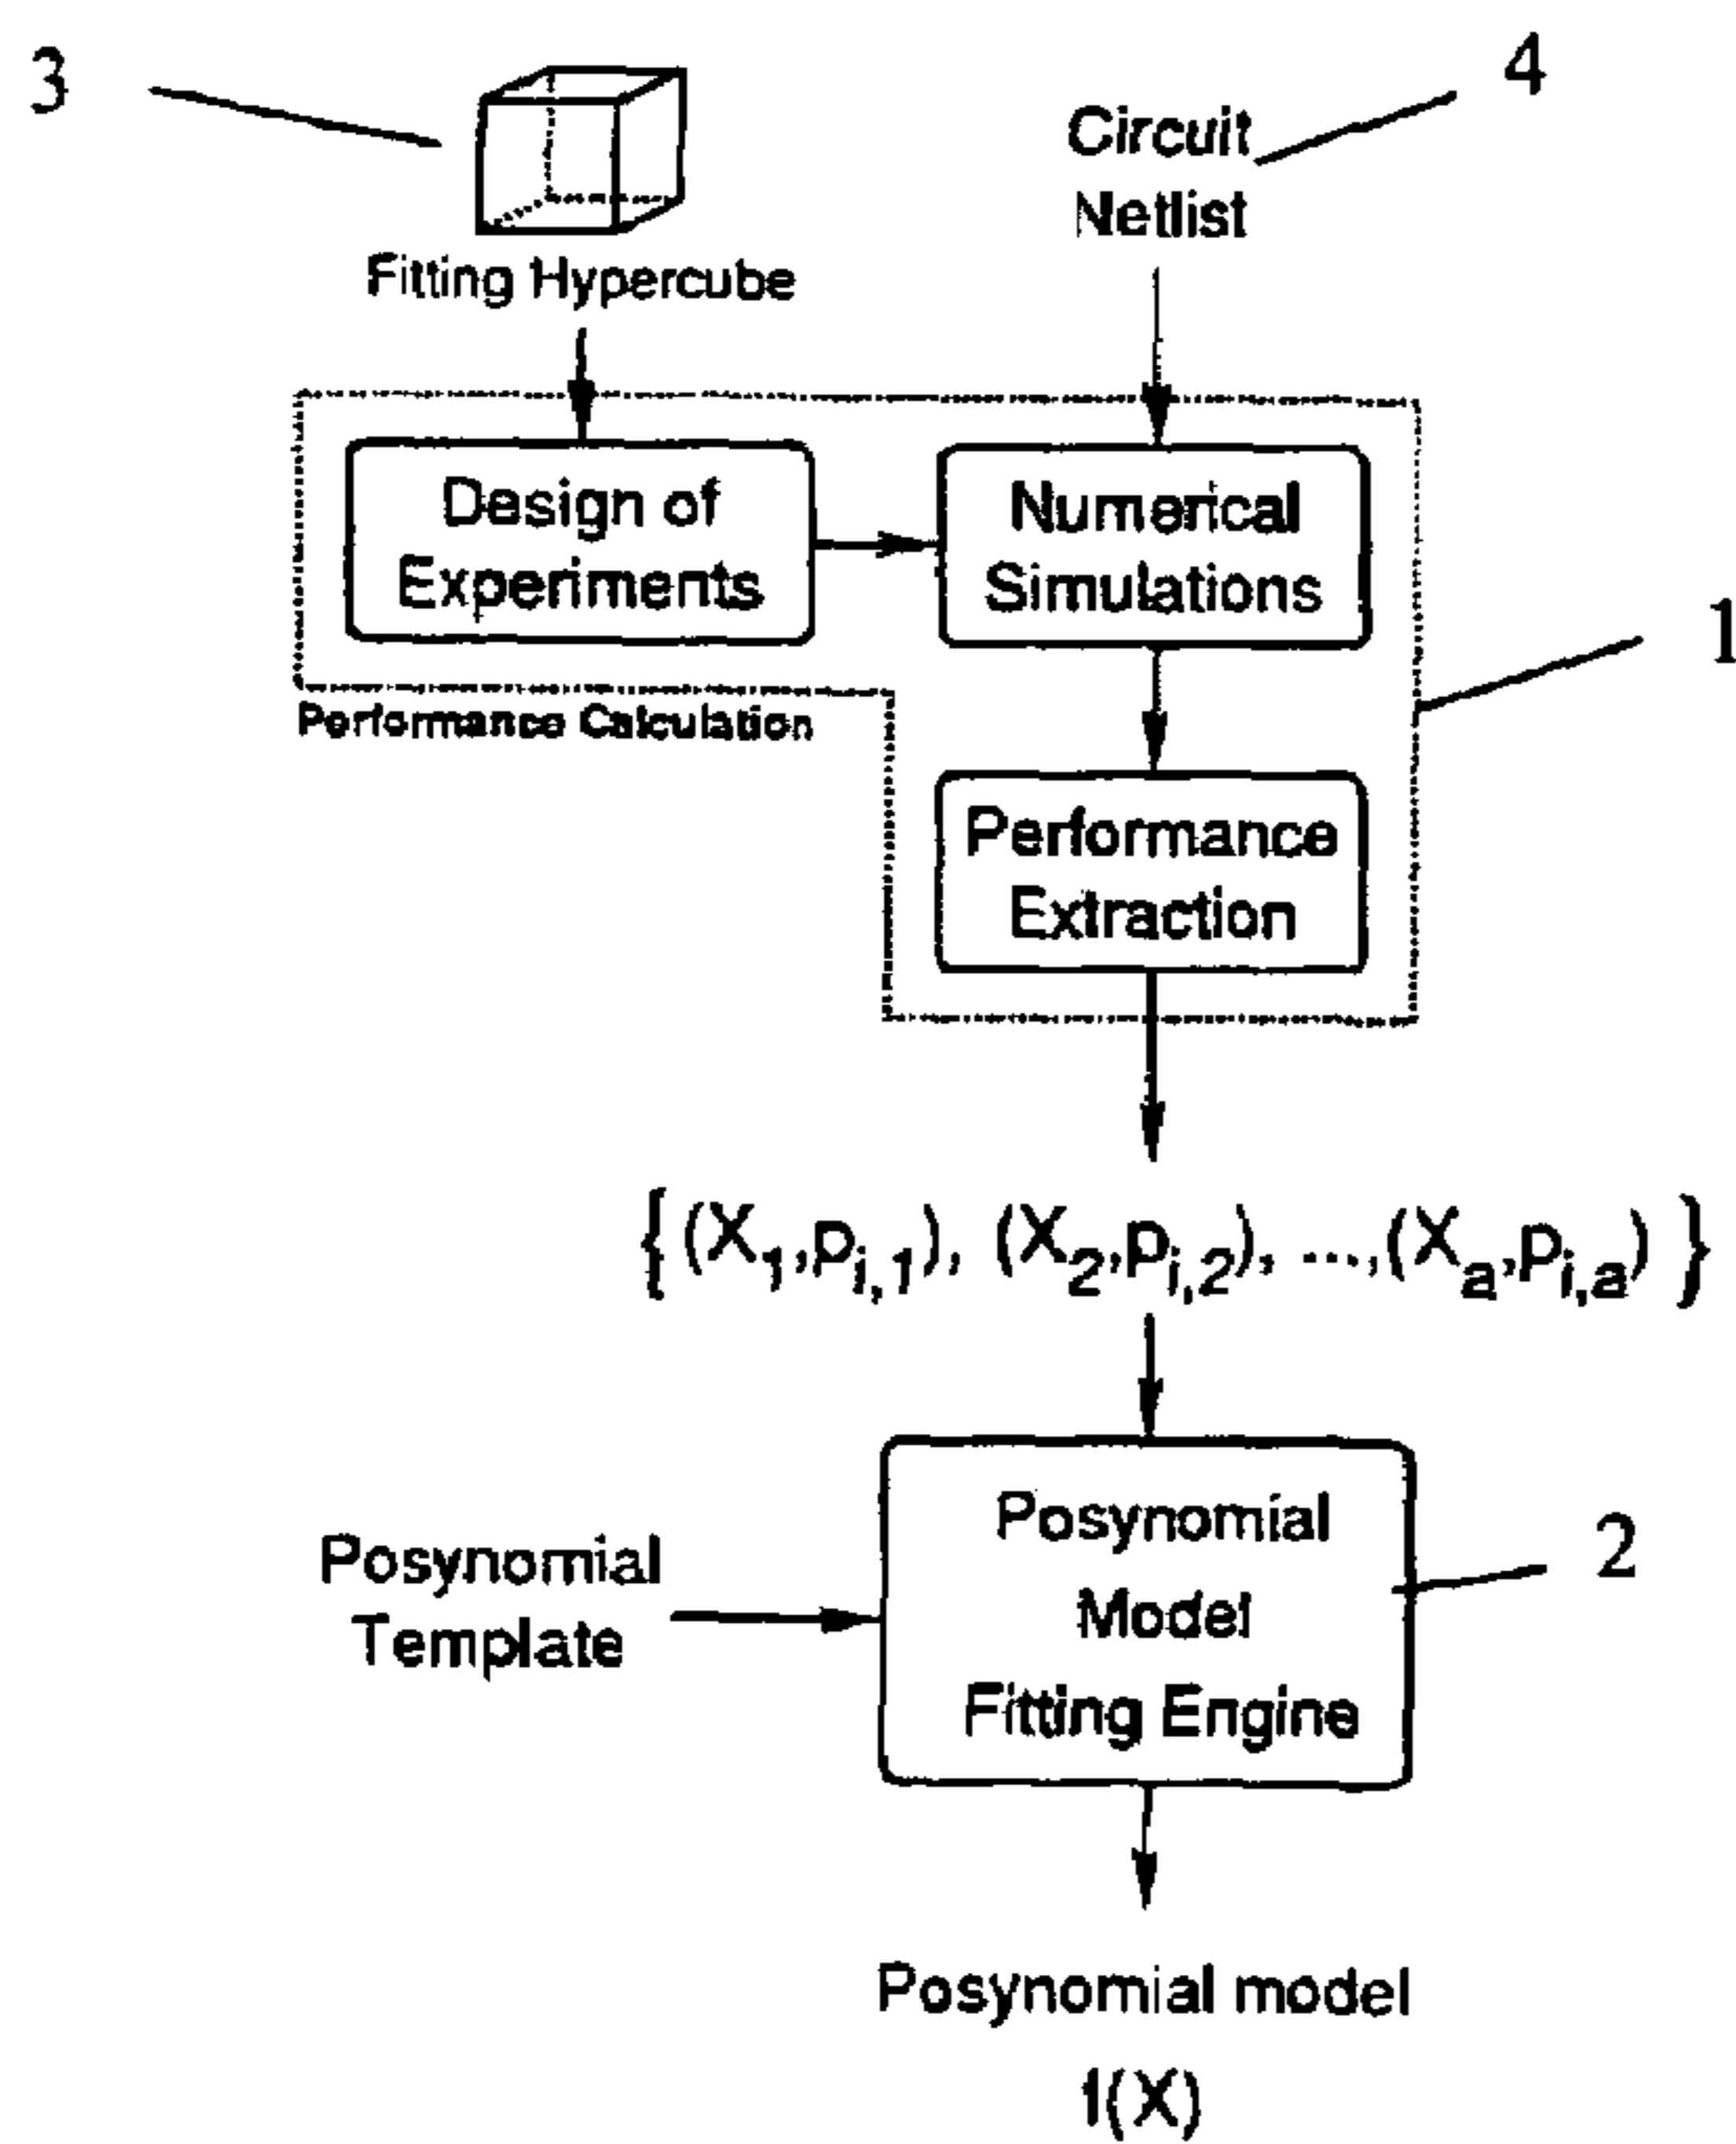 3
4
Circuit
Netlist
Fitting Hypercube
Design of
Experiments
Numerical
Simulations
1
Performance Calculation
Performance
Extraction
{(X1,pi,1), (X2,pi,2), ...,(Xa,pi,a)}
Posynomial
Model
Fitting Engine
2
Posynomial
Template
Posynomial model
f(X)